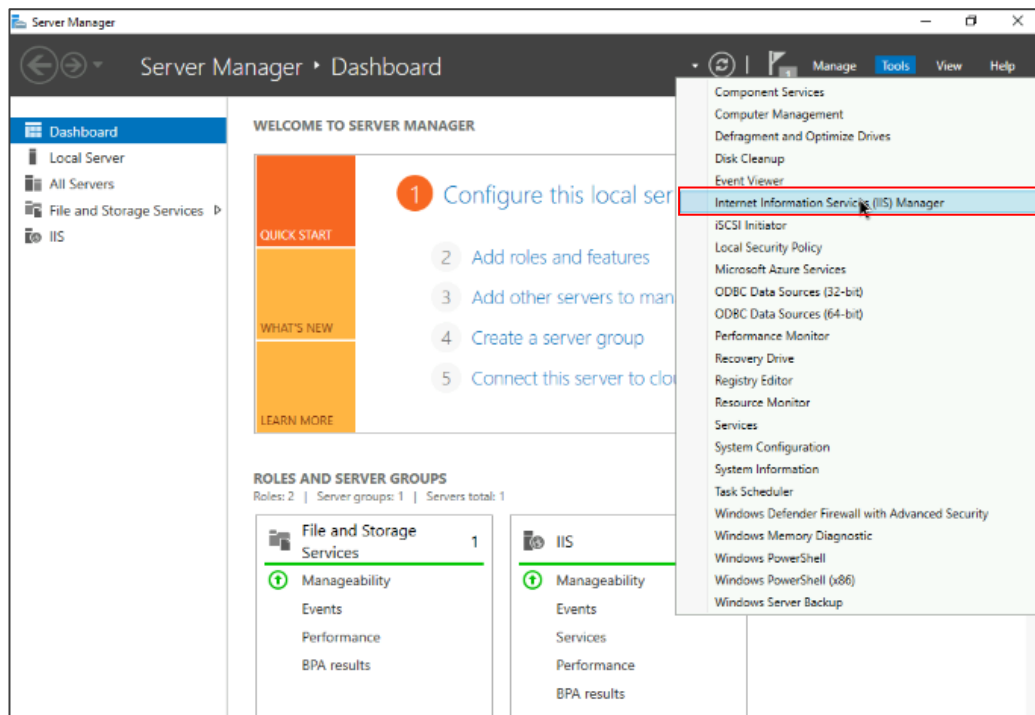 Server Manager
Server Manager • Dashboard
1
Manage
Tools
View
Help
Dashboard
Local Server
All Servers
File and Storage Services
IIS
WELCOME TO SERVER MANAGER
QUICK START
WHAT'S NEW
LEARN MORE
1 Configure this local ser
2 Add roles and features
3 Add other servers to man
4 Create a server group
5 Connect this server to clou
Component Services
Computer Management
Defragment and Optimize Drives
Disk Cleanup
Event Viewer
Internet Information Services (IIS) Manager
iSCSI Initiator
Local Security Policy
Microsoft Azure Services
ODBC Data Sources (32-bit)
ODBC Data Sources (64-bit)
Performance Monitor
Recovery Drive
Registry Editor
Resource Monitor
Services
System Configuration
System Information
Task Scheduler
Windows Defender Firewall with Advanced Security
Windows Memory Diagnostic
Windows PowerShell
Windows PowerShell (x86)
Windows Server Backup
ROLES AND SERVER GROUPS
Roles: 2 | Server groups: 1 | Servers total: 1
File and Storage
Services
1
Manageability
Events
Performance
BPA results
IIS
Manageability
Events
Services
Performance
BPA results